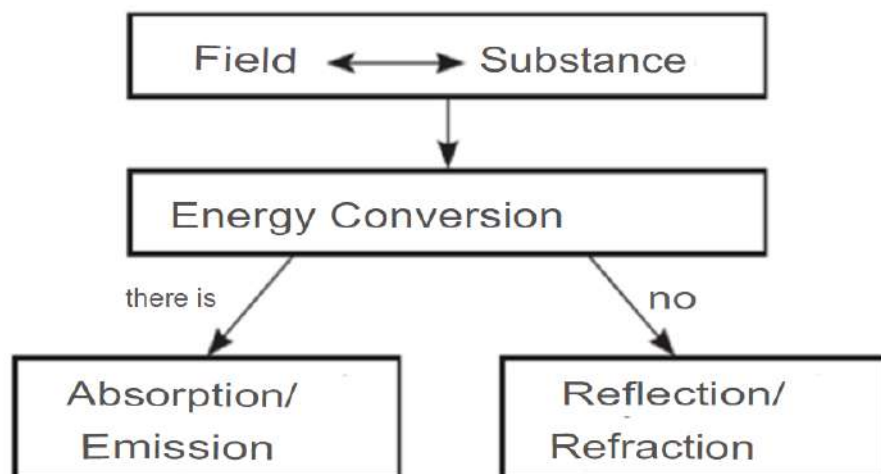 Field Substance
Energy Conversion
there is
no
Absorption/
Emission
Reflection/
Refraction